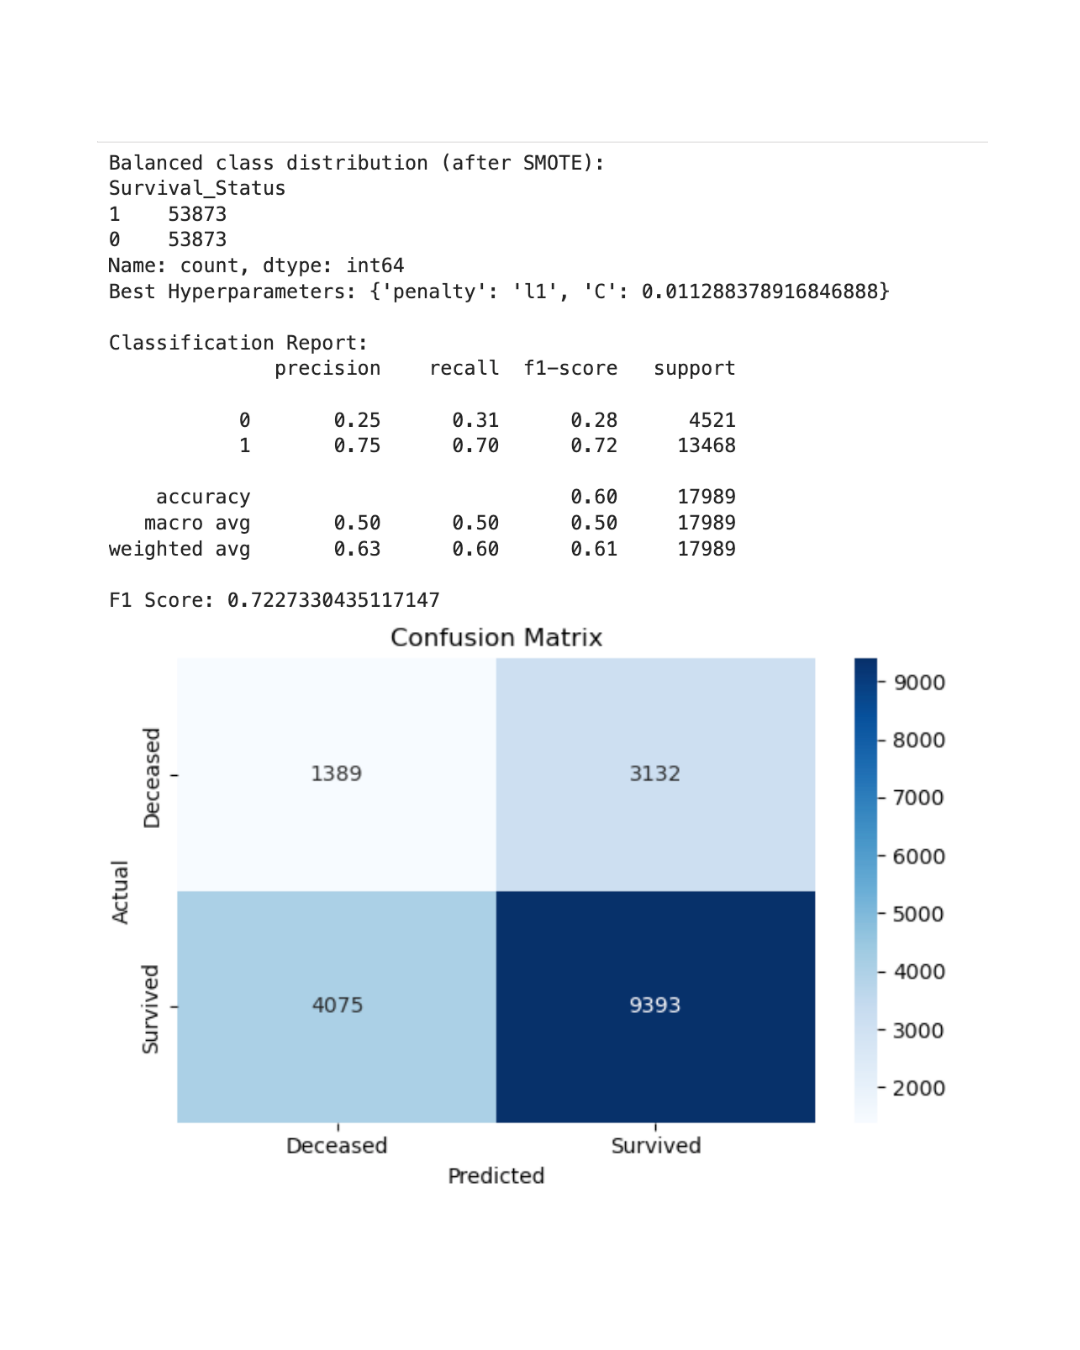 Balanced class distribution (after SMOTE):
Survival_Status
1    53873
0    53873
Name: count, dtype: int64
Best Hyperparameters: {'penalty': 'l1', 'C': 0.011288378916846888}
Classification Report:
precision    recall  f1-score   support
0       0.25      0.31      0.28      4521
1       0.75      0.70      0.72     13468
accuracy                           0.60     17989
macro avg       0.50      0.50      0.50     17989
weighted avg       0.63      0.60      0.61     17989
F1 Score: 0.7227330435117147
Confusion Matrix
Actual
Deceased
1389
3132
Survived
4075
9393
Deceased
Survived
Predicted
9000
8000
7000
6000
5000
4000
3000
2000